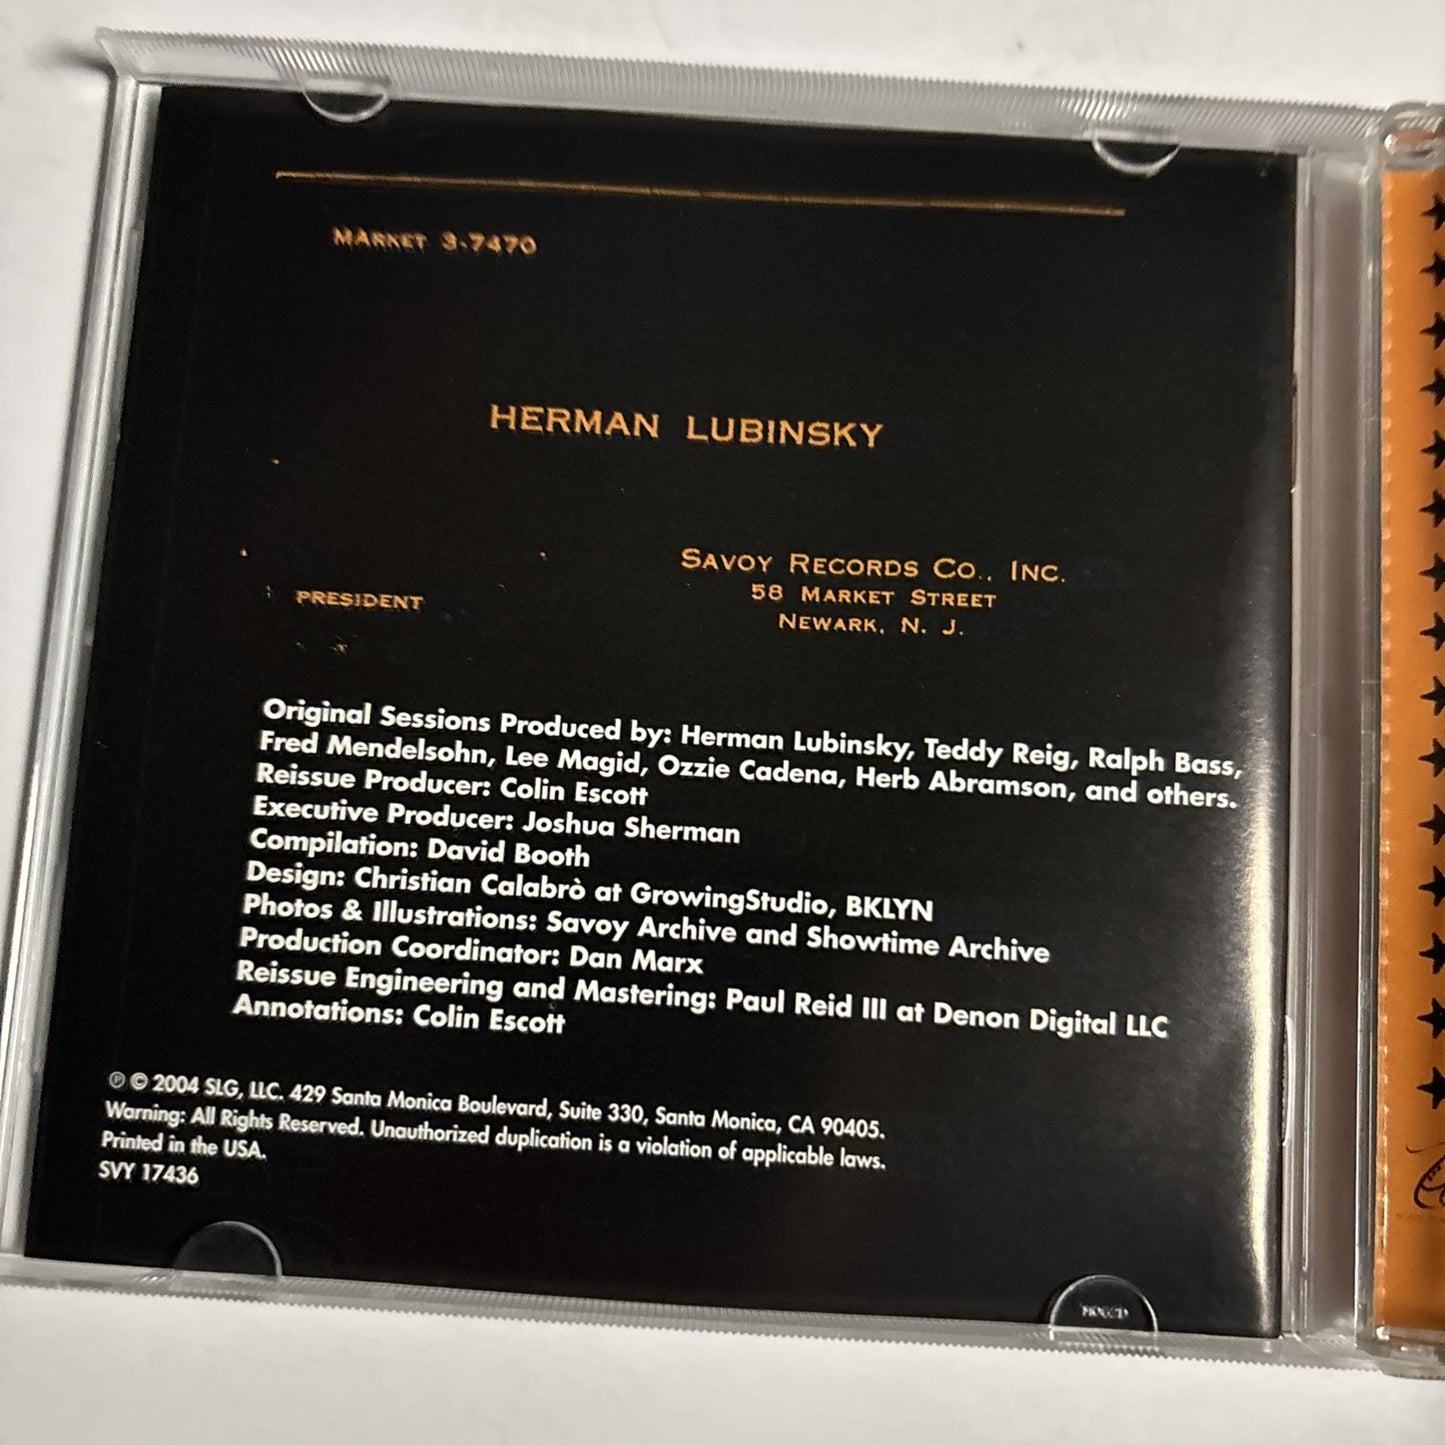 MARKET 3-7470
HERMAN LUBINSKY
SAVOY RECORDS CO., INC.
58 MARKET STREET
PRESIDENT
NEWARK, N. J.
Original Sessions Produced by: Herman Lubinsky, Teddy Reig, Ralph Bass,
Fred Mendelsohn, Lee Magid, Ozzie Cadena, Herb Abramson, and others.
Reissue Producer: Colin Escott
Executive Producer: Joshua Sherman
Compilation: David Booth
Design: Christian Calabrò at GrowingStudio, BKLYN
Photos & Illustrations: Savoy Archive and Showtime Archive
Production Coordinator: Dan Marx
Reissue Engineering and Mastering: Paul Reid III at Denon Digital LLC
Annotations: Colin Escott
℗ © 2004 SLG, LLC. 429 Santa Monica Boulevard, Suite 330, Santa Monica, CA 90405.
Warning: All Rights Reserved. Unauthorized duplication is a violation of applicable laws.
Printed in the USA.
SVY 17436